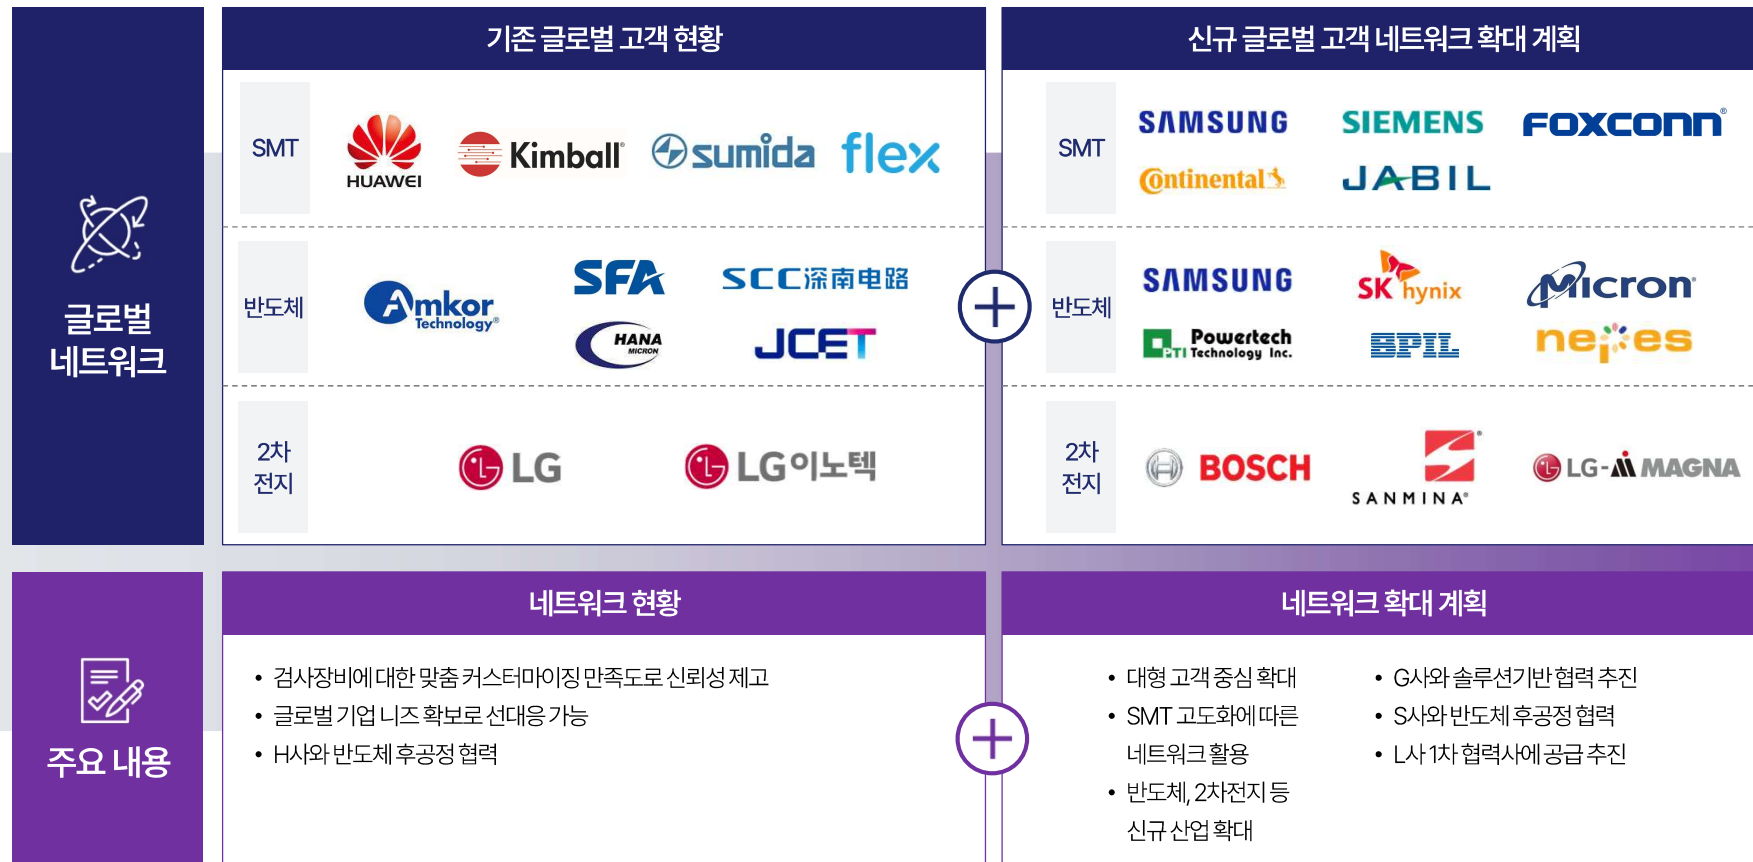 글로벌
네트워크
기존 글로벌 고객 현황
SMT
HUAWEI
Kimball
sumida
flex
반도체
Amkor
Technology®
SFA
SCC深南电路
HANA
MICRON
JCET
2차
전지
LG
LG이노텍
신규 글로벌 고객 네트워크 확대 계획
SMT
SAMSUNG
SIEMENS
FOXCONN®
Continental
JABIL
반도체
SAMSUNG
SK hynix
Micron
PTI
Powertech
Technology Inc.
SPIL
nepes
2차
전지
BOSCH
SANMINA®
LG-M MAGNA
주요 내용
네트워크 현황
• 검사장비에 대한 맞춤 커스터마이징 만족도로 신뢰성 제고
• 글로벌 기업 니즈 확보로 선대응 가능
• H사와 반도체 후공정 협력
네트워크 확대 계획
• 대형 고객 중심 확대
• SMT 고도화에 따른
네트워크 활용
• 반도체, 2차전지 등
신규 산업 확대
• G사와 솔루션기반 협력 추진
• S사와 반도체 후공정 협력
• L사 1차 협력사에 공급 추진